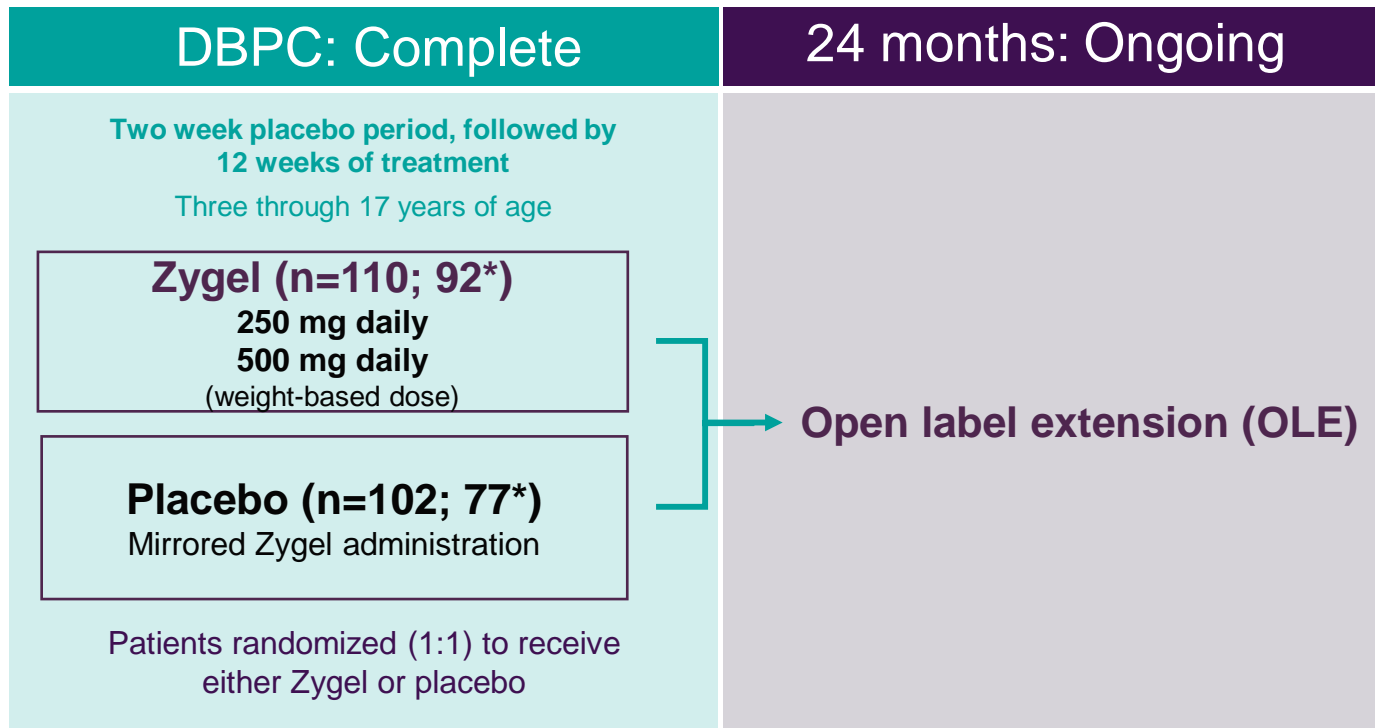 DBPC: Complete
24 months: Ongoing
Two week placebo period, followed by
12 weeks of treatment
Three through 17 years of age
Zygel (n=110; 92*)
250 mg daily
500 mg daily
(weight-based dose)
Placebo (n=102; 77*)
Mirrored Zygel administration
Patients randomized (1:1) to receive
either Zygel or placebo
Open label extension (OLE)